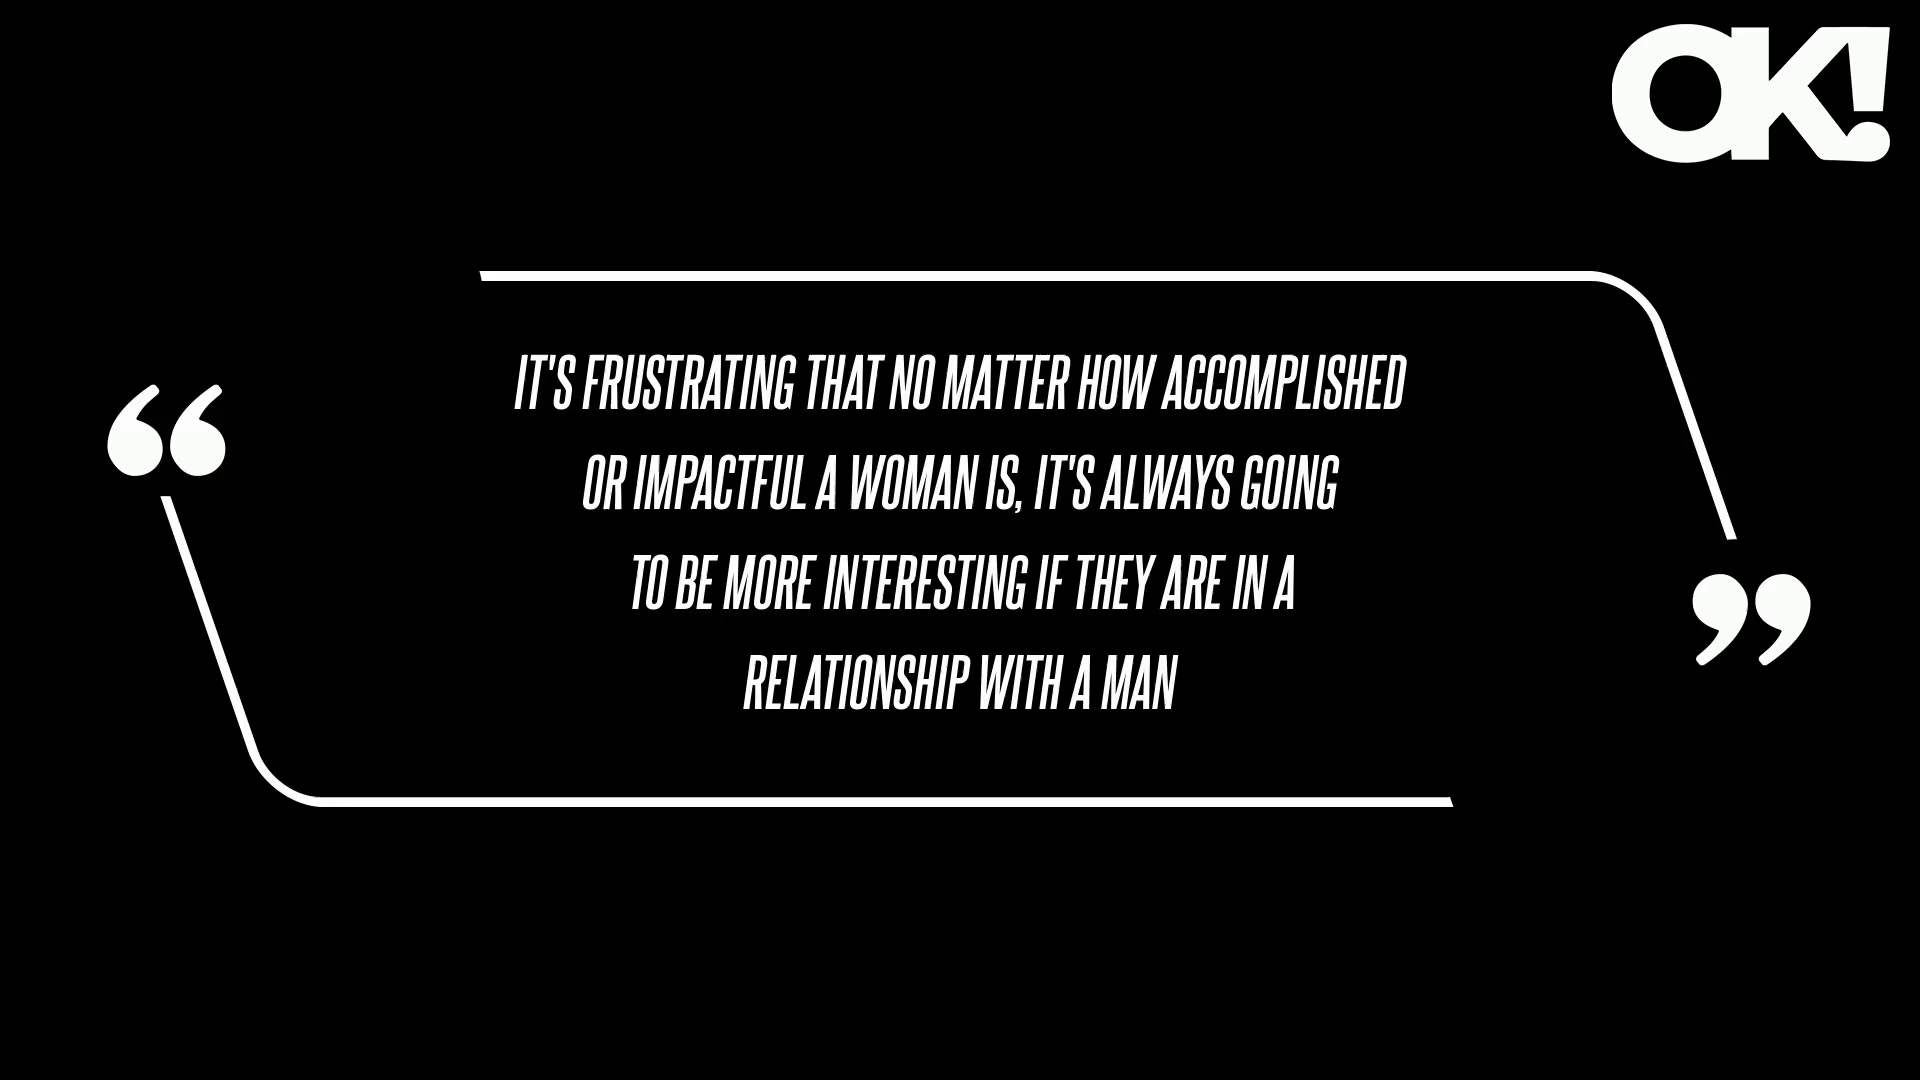 OK!
IT'S FRUSTRATING THAT NO MATTER HOW ACCOMPLISHED
OR IMPACTFUL A WOMAN IS, IT'S ALWAYS GOING
TO BE MORE INTERESTING IF THEY ARE IN A
RELATIONSHIP WITH A MAN